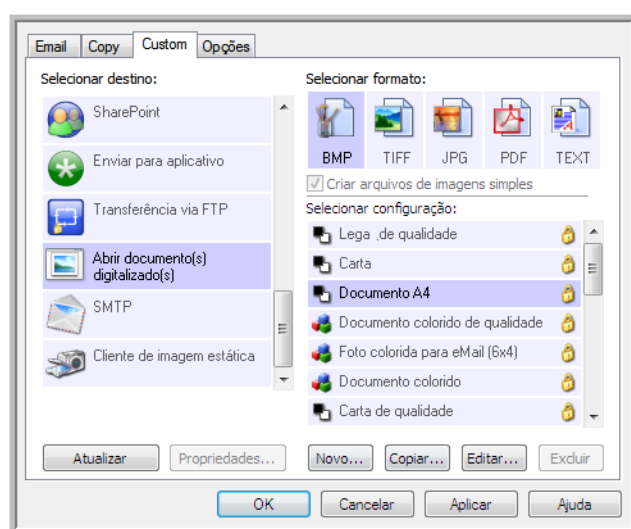 Email Copy Custom Opções
Selecionar destino:
SharePoint
Enviar para aplicativo
Transferência via FTP
Abrir documento(s)
digitalizado(s)
SMTP
Cliente de imagem estática
Atualizar Propriedades...
Selecionar formato:
BMP TIFF JPG PDF TEXT
Criar arquivos de imagens simples
Selecionar configuração:
Lega ,de qualidade
Carta
Documento A4
Documento colorido de qualidade
Foto colorida para eMail (6x4)
Documento colorido
Carta de qualidade
Novo... Copiar... Editar... Excluir
OK Cancelar Aplicar Ajuda